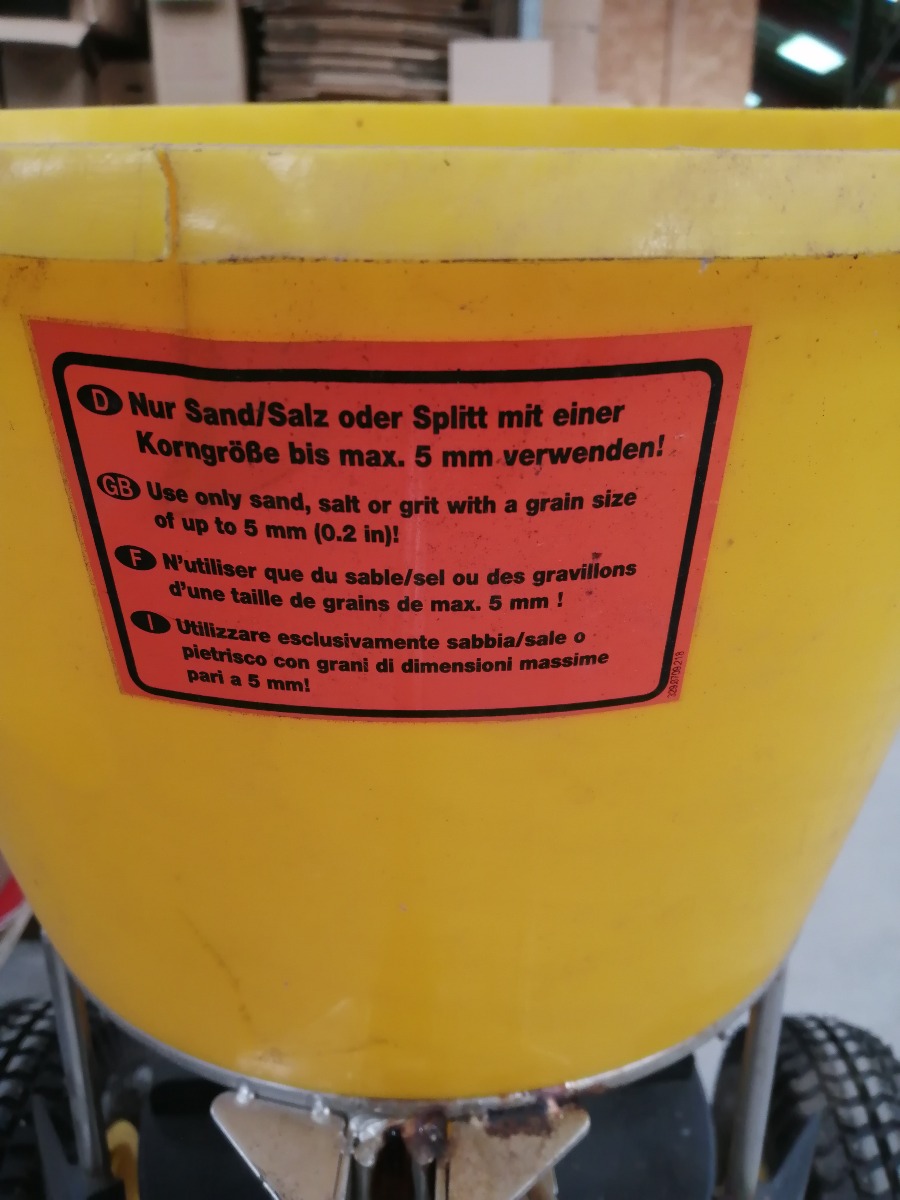 D Nur Sand/Salz oder Splitt mit einer
Korngröße bis max. 5 mm verwenden!
GB Use only sand, salt or grit with a grain size
of up to 5 mm (0.2 in)!
F N'utiliser que du sable/sel ou des gravillons
d'une taille de grains de max. 5 mm !
I Utilizzare esclusivamente sabbia/sale o
pietrisco con grani di dimensioni massime
pari a 5 mm!
329.0709.218